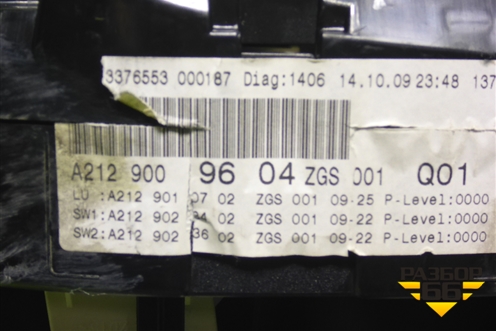 3376553 000187 Diag:1406 14.10.09 23:48 137
A212 900 96 04 ZGS 001 Q01
LU :A212 901 07 02 ZGS 001 09-25 P-Level:0000
SW1:A212 902 94 02 ZGS 001 09-22 P-Level:0000
SW2:A212 902 36 02 ZGS 001 09-22 P-Level:0000
РАЗБОР
66